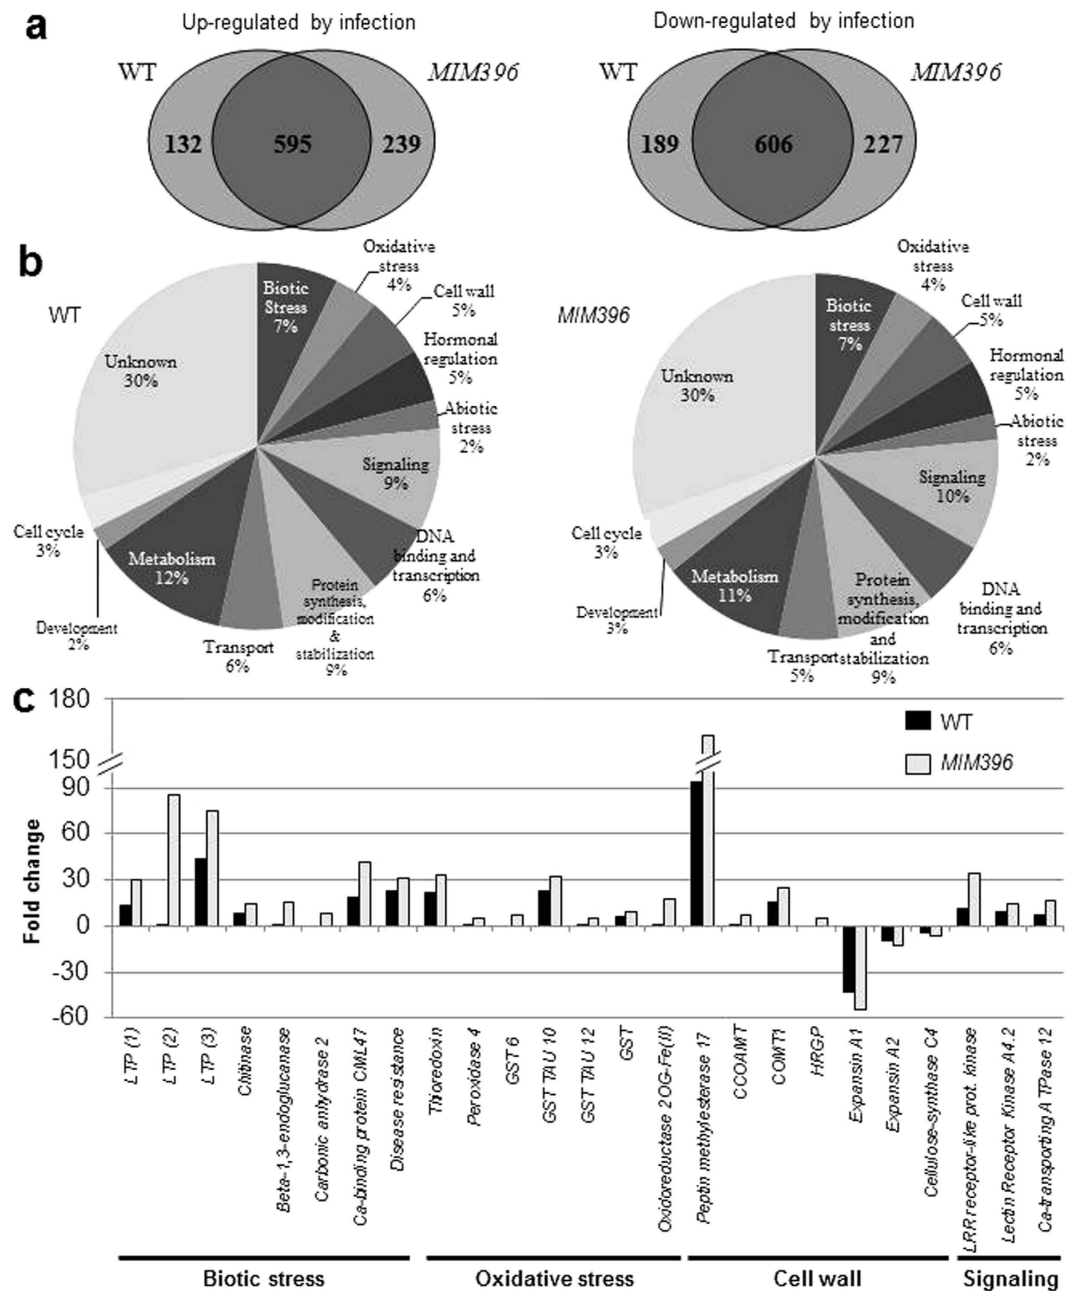 a
Up-regulated by infection
Down-regulated by infection
WT
MIM396
132
595
239
WT
MIM396
189
606
227
b
WT
Biotic
Stress
7%
Oxidative
stress
4%
Cell wall
5%
Hormonal
regulation
5%
Abiotic
stress
2%
Signaling
9%
DNA
binding and
transcription
6%
Protein
synthesis,
modification
&
stabilization
9%
Transport
6%
Metabolism
12%
Development
2%
Cell cycle
3%
Unknown
30%
MIM396
Biotic
stress
7%
Oxidative
stress
4%
Cell wall
5%
Hormonal
regulation
5%
Abiotic
stress
2%
Signaling
10%
DNA
binding and
transcription
6%
Protein
synthesis,
modification
and
stabilization
9%
Transport
5%
Metabolism
11%
Development
3%
Cell cycle
3%
Unknown
30%
c
Fold change
180
150
90
60
30
0
-30
-60
WT
MIM396
LTP (1)
LTP (2)
LTP (3)
Chitinase
Beta-1,3-endoglucanase
Carbonic anhydrase 2
Ca-binding protein CML47
Disease resistance
Thioredoxin
Peroxidase 4
GST 6
GST TAU 10
GST TAU 12
GST
Oxidoreductase 2OG-Fe(II)
Peptin methylesterase 17
CCOAMT
COMT1
HRGP
Expansin A1
Expansin A2
Cellulose-synthase C4
LRR receptor-like prot. kinase
Lectin Receptor Kinase A4.2
Ca-transporting ATPase 12
Biotic stress
Oxidative stress
Cell wall
Signaling